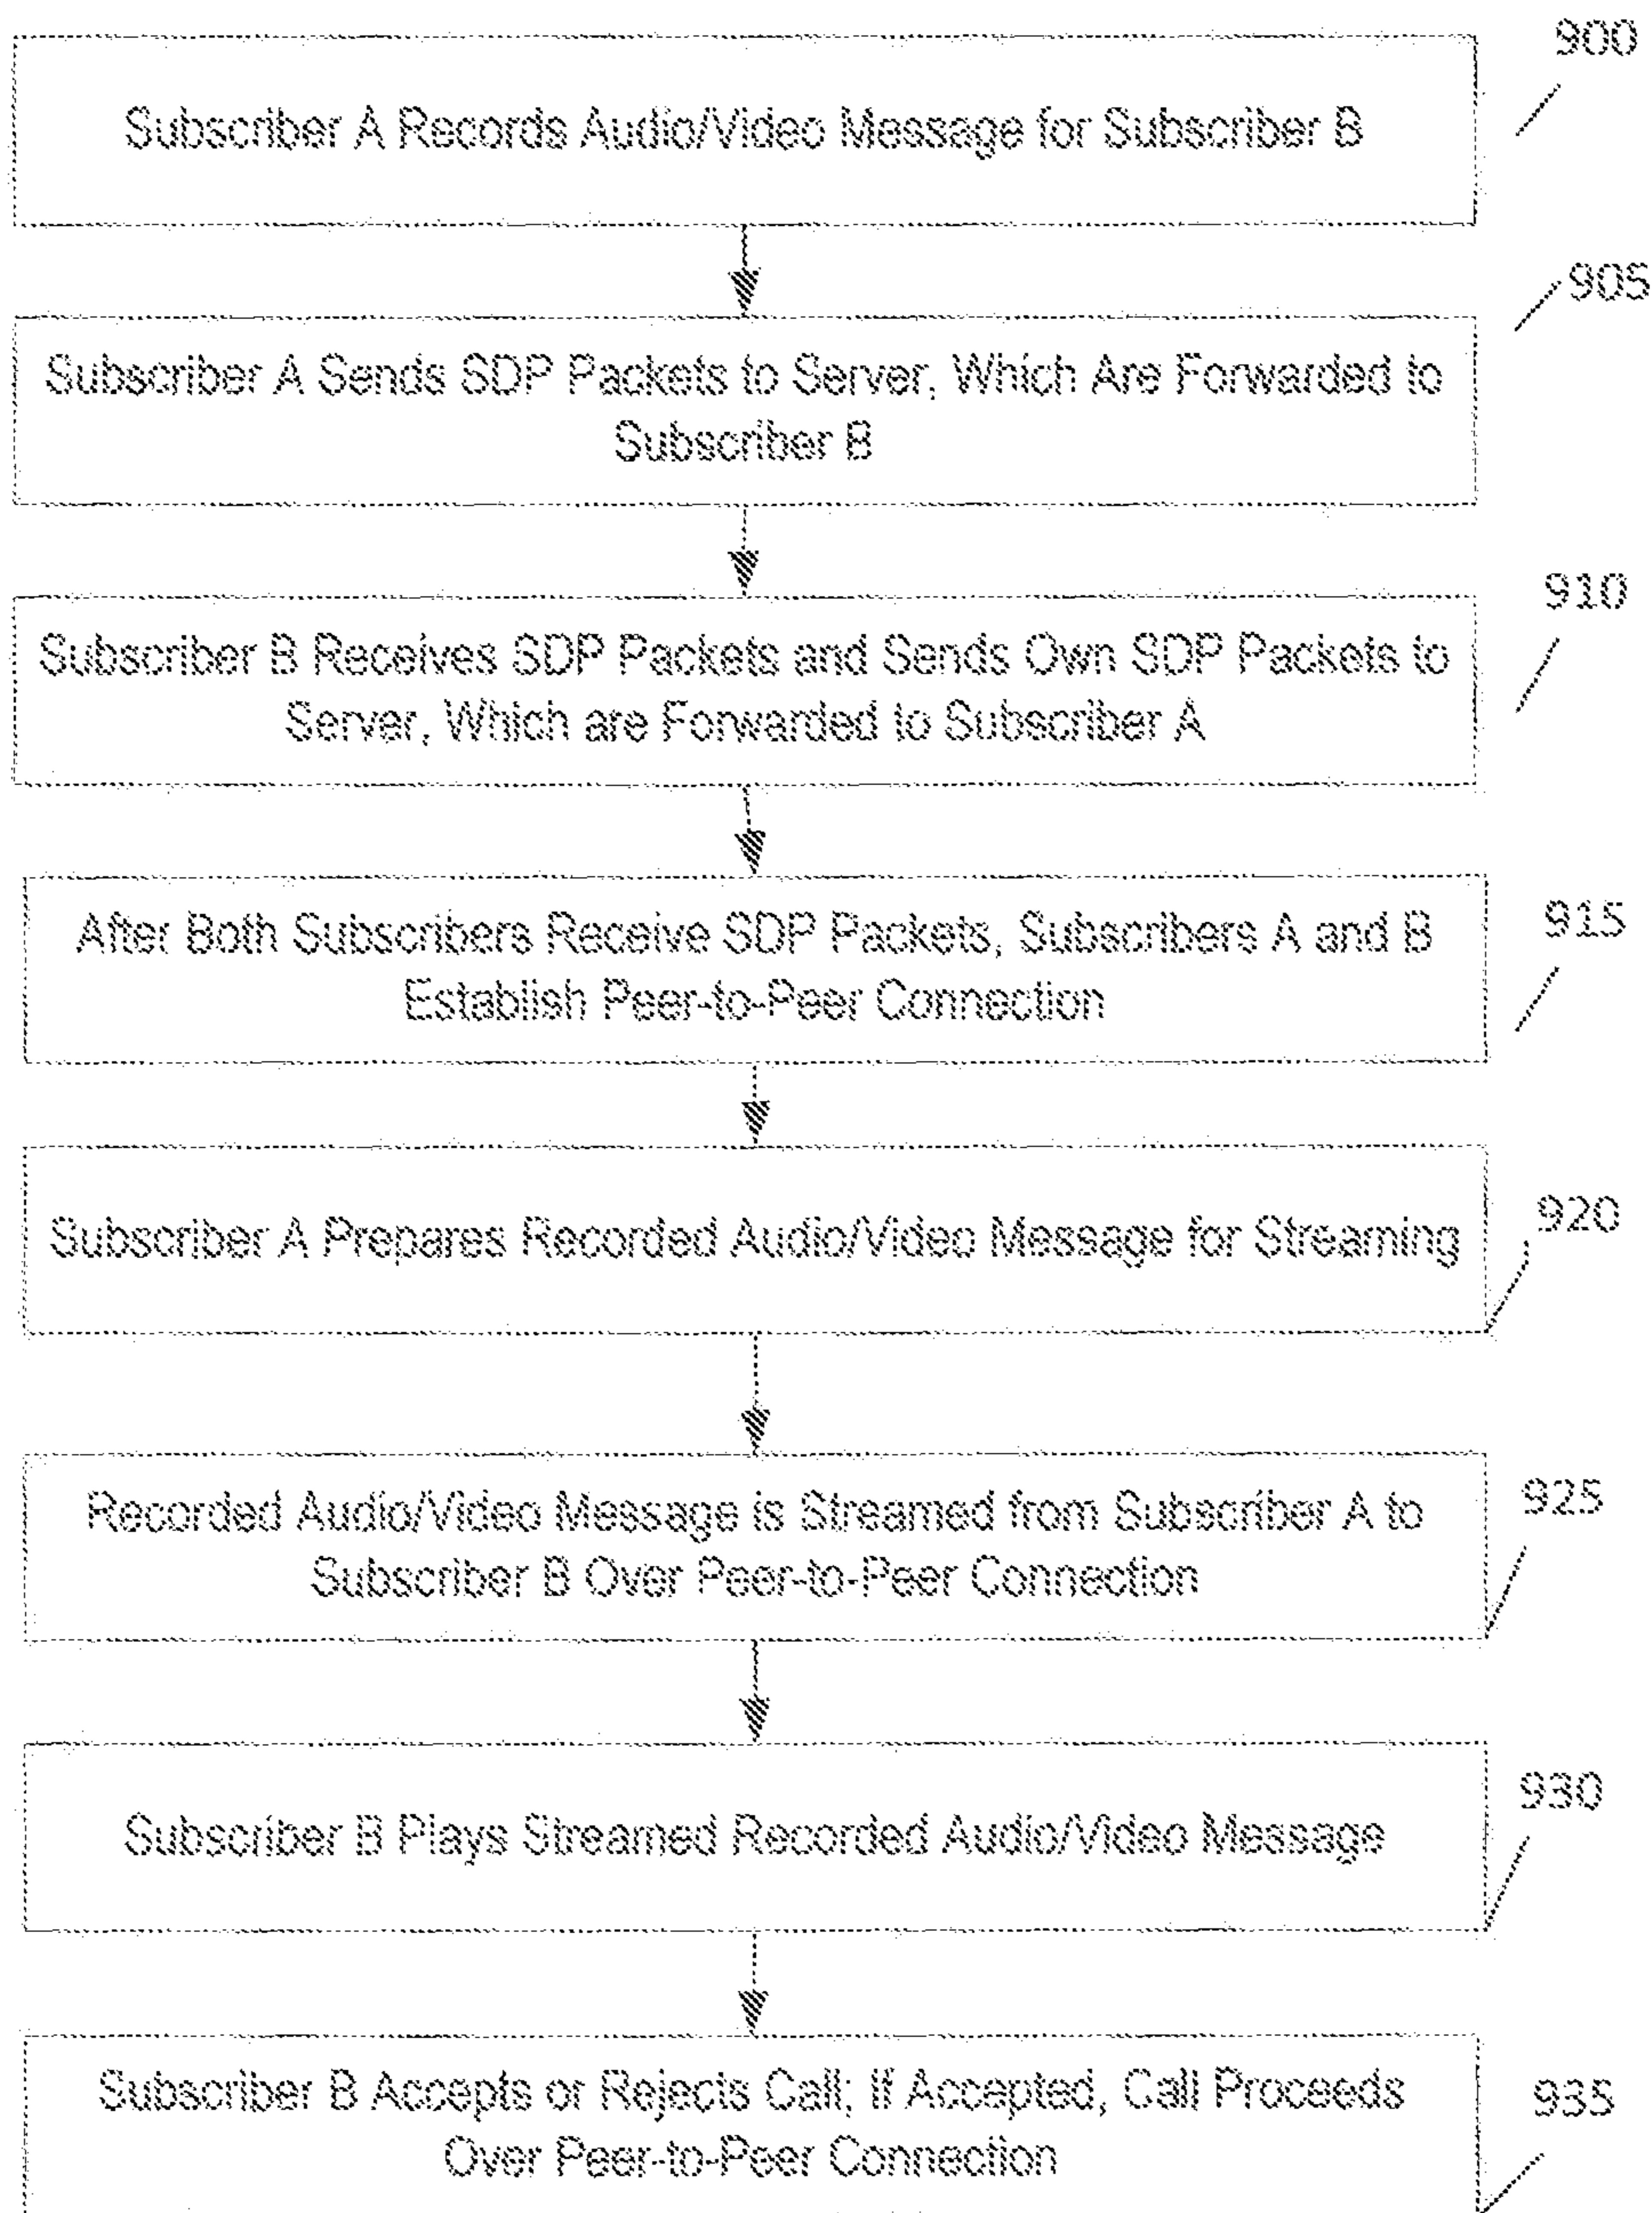 900
Subscriber A Records Audio/Video Message for Subscriber B
905
Subscriber A Sends SDP Packets to Server, Which Are Forwarded to
Subscriber B
910
Subscriber B Receives SDP Packets and Sends Own SDP Packets to
Server, Which are Forwarded to Subscriber A
915
After Both Subscribers Receive SDP Packets, Subscribers A and B
Establish Peer-to-Peer Connection
920
Subscriber A Prepares Recorded Audio/Video Message for Streaming
925
Recorded Audio/Video Message is Streamed from Subscriber A to
Subscriber B Over Peer-to-Peer Connection
930
Subscriber B Plays Streamed Recorded Audio/Video Message
935
Subscriber B Accepts or Rejects Call; If Accepted, Call Proceeds
Over Peer-to-Peer Connection